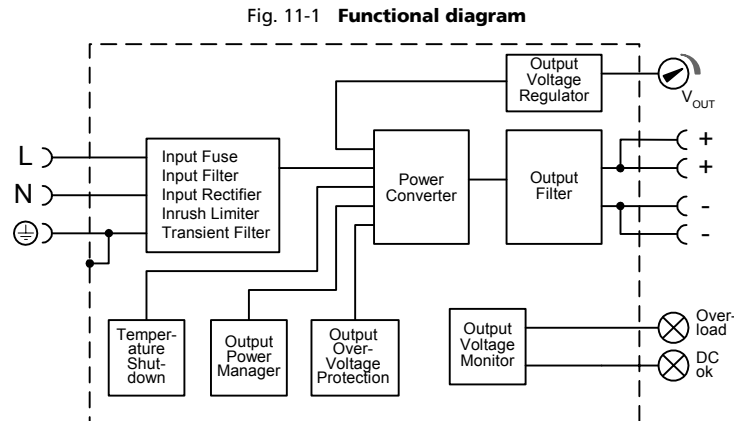 Fig. 11-1 Functional diagram
Output
Voltage
Regulator
V
OUT
L
N
Input Fuse
Input Filter
Input Rectifier
Inrush Limiter
Transient Filter
Power
Converter
Output
Filter
+
+
-
-
Temper-
ature
Shut-
down
Output
Power
Manager
Output
Over-
Voltage
Protection
Output
Voltage
Monitor
Over-
load
DC
ok